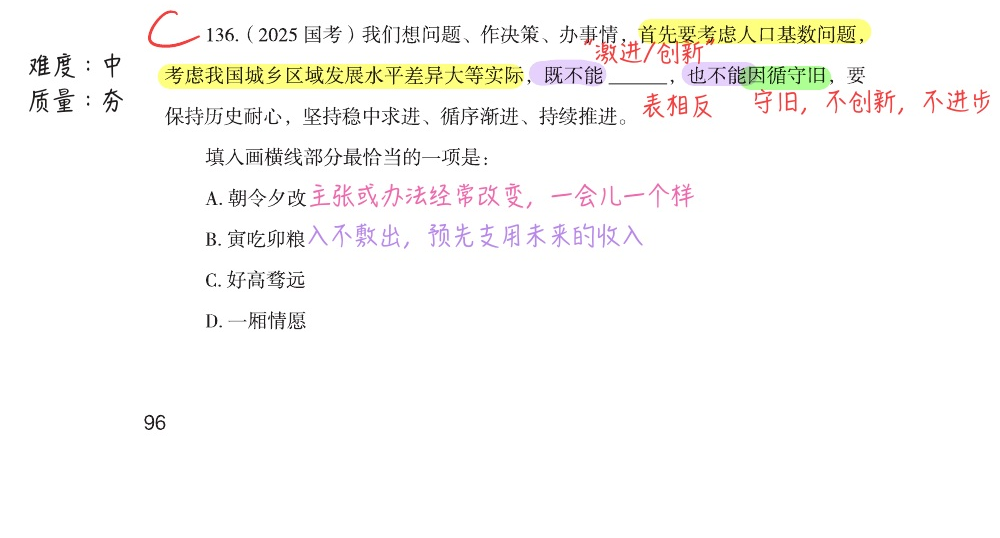 C 136.（2025 国考）我们想问题、作决策、办事情，首先要考虑人口基数问题，
“激进/创新”
难度：中
考虑我国城乡区域发展水平差异大等实际，既不能______，也不能因循守旧，要
质量：夯
表相反 守旧，不创新，不进步
保持历史耐心，坚持稳中求进、循序渐进、持续推进。
填入画横线部分最恰当的一项是：
A. 朝令夕改 主张或办法经常改变，一会儿一个样
B. 寅吃卯粮 入不敷出，预先支用未来的收入
C. 好高骛远
D. 一厢情愿
96